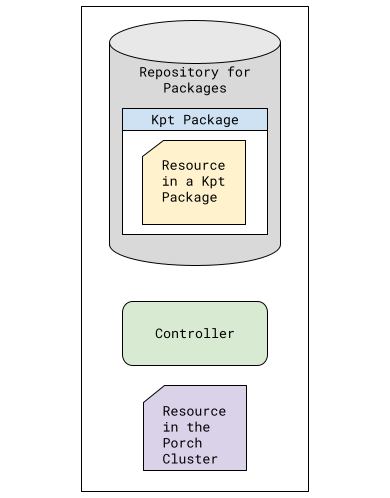 Repository for
Packages
Kpt Package
Resource
in a Kpt
Package
Controller
Resource
in the
Porch
Cluster